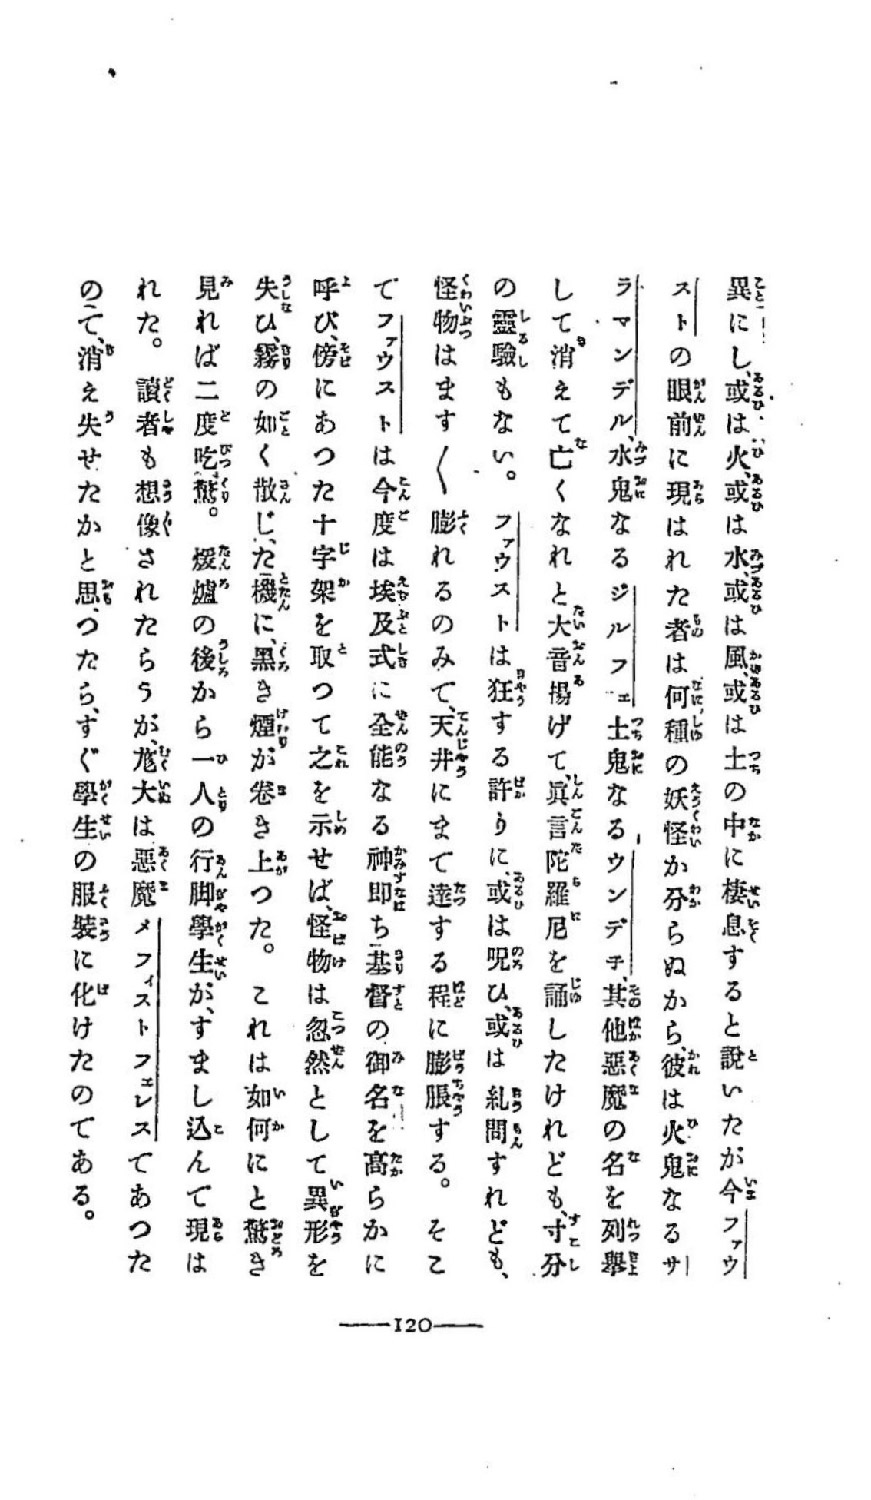 異にし、或は火、或は水、或は風、或は土の中に棲息すると說いたが今ファウ
ストの眼前に現はれた者は何種の妖怪か分らぬから、彼は火鬼なるサ
ラマンデル、水鬼なるジルフェ土鬼なるウンデチ、其他惡魔の名を列擧
して消えて亡くなれと大音揚げて、眞言陀羅尼を誦したけれども、寸分
の靈驗もない。ファウストは狂する許りに、或は呪ひ、或は糺問すれども、
怪物はます〱膨れるのみて、天井にまて達する程に膨脹する。そこ
てファウストは今度は埃及式に全能なる神卽ち基督の御名を高らかに
呼び、傍にあつた十字架を取つて之を示せば、怪物は忽然として異形を
失ひ、霧の如く散じた機に、黑き煙が卷き上つた。これは如何にと驚き
見れば二度吃驚。煖爐の後から一人の行脚學生が、すまし込んで現は
れた。讀者も想像されたらうが、尨大は惡魔メフィストフェレスてあつた
のて、消え失せたかと思つたら、すぐ學生の服裝に化けたのてある。
120